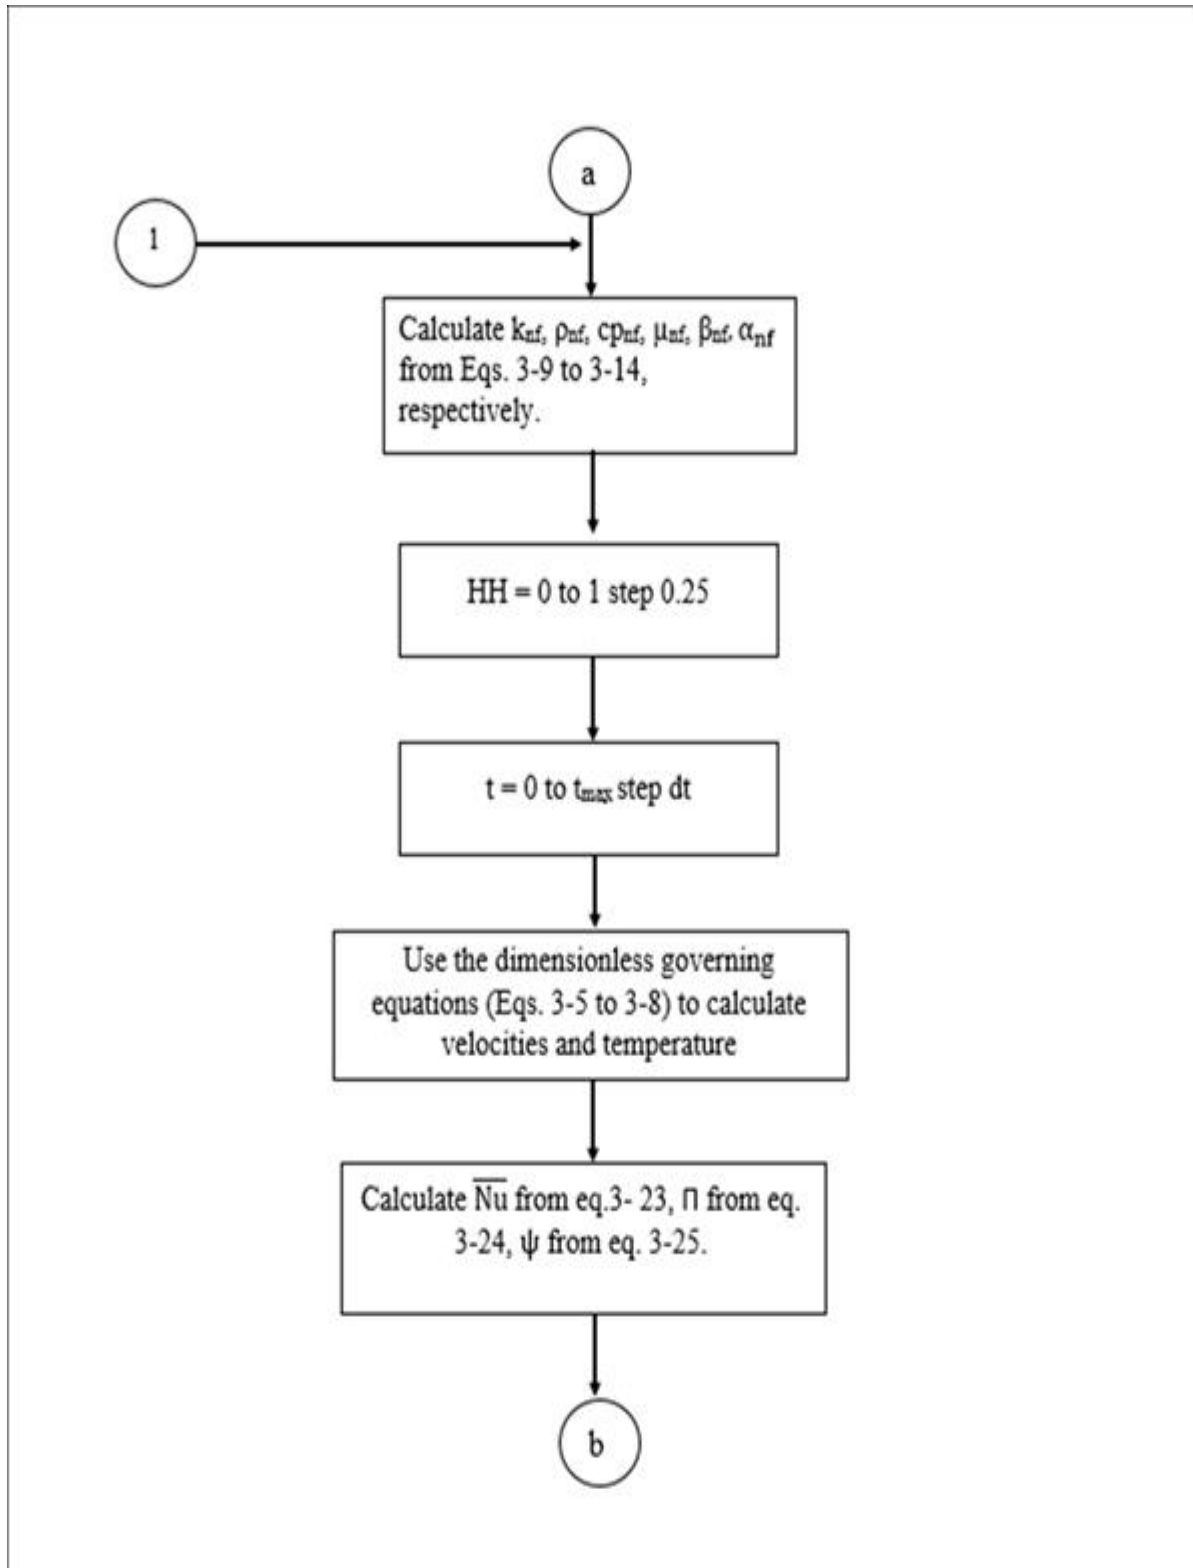 a
1
Calculate knf, ρnf, cpnf, μnf, βnf, αnf
from Eqs. 3-9 to 3-14,
respectively.
HH = 0 to 1 step 0.25
t = 0 to tmax step dt
Use the dimensionless governing
equations (Eqs. 3-5 to 3-8) to calculate
velocities and temperature
Calculate N̅u̅ from eq.3- 23, Π from eq.
3-24, ψ from eq. 3-25.
b